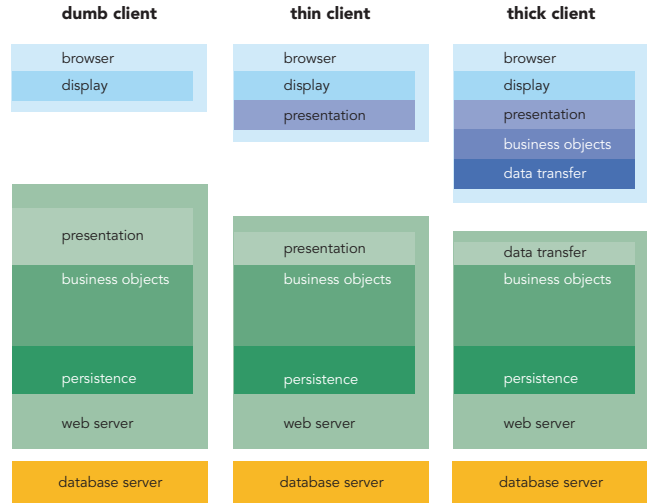 dumb client
browser
display
presentation
business objects
persistence
web server
database server
thin client
browser
display
presentation
presentation
business objects
persistence
web server
database server
thick client
browser
display
presentation
business objects
data transfer
data transfer
business objects
persistence
web server
database server